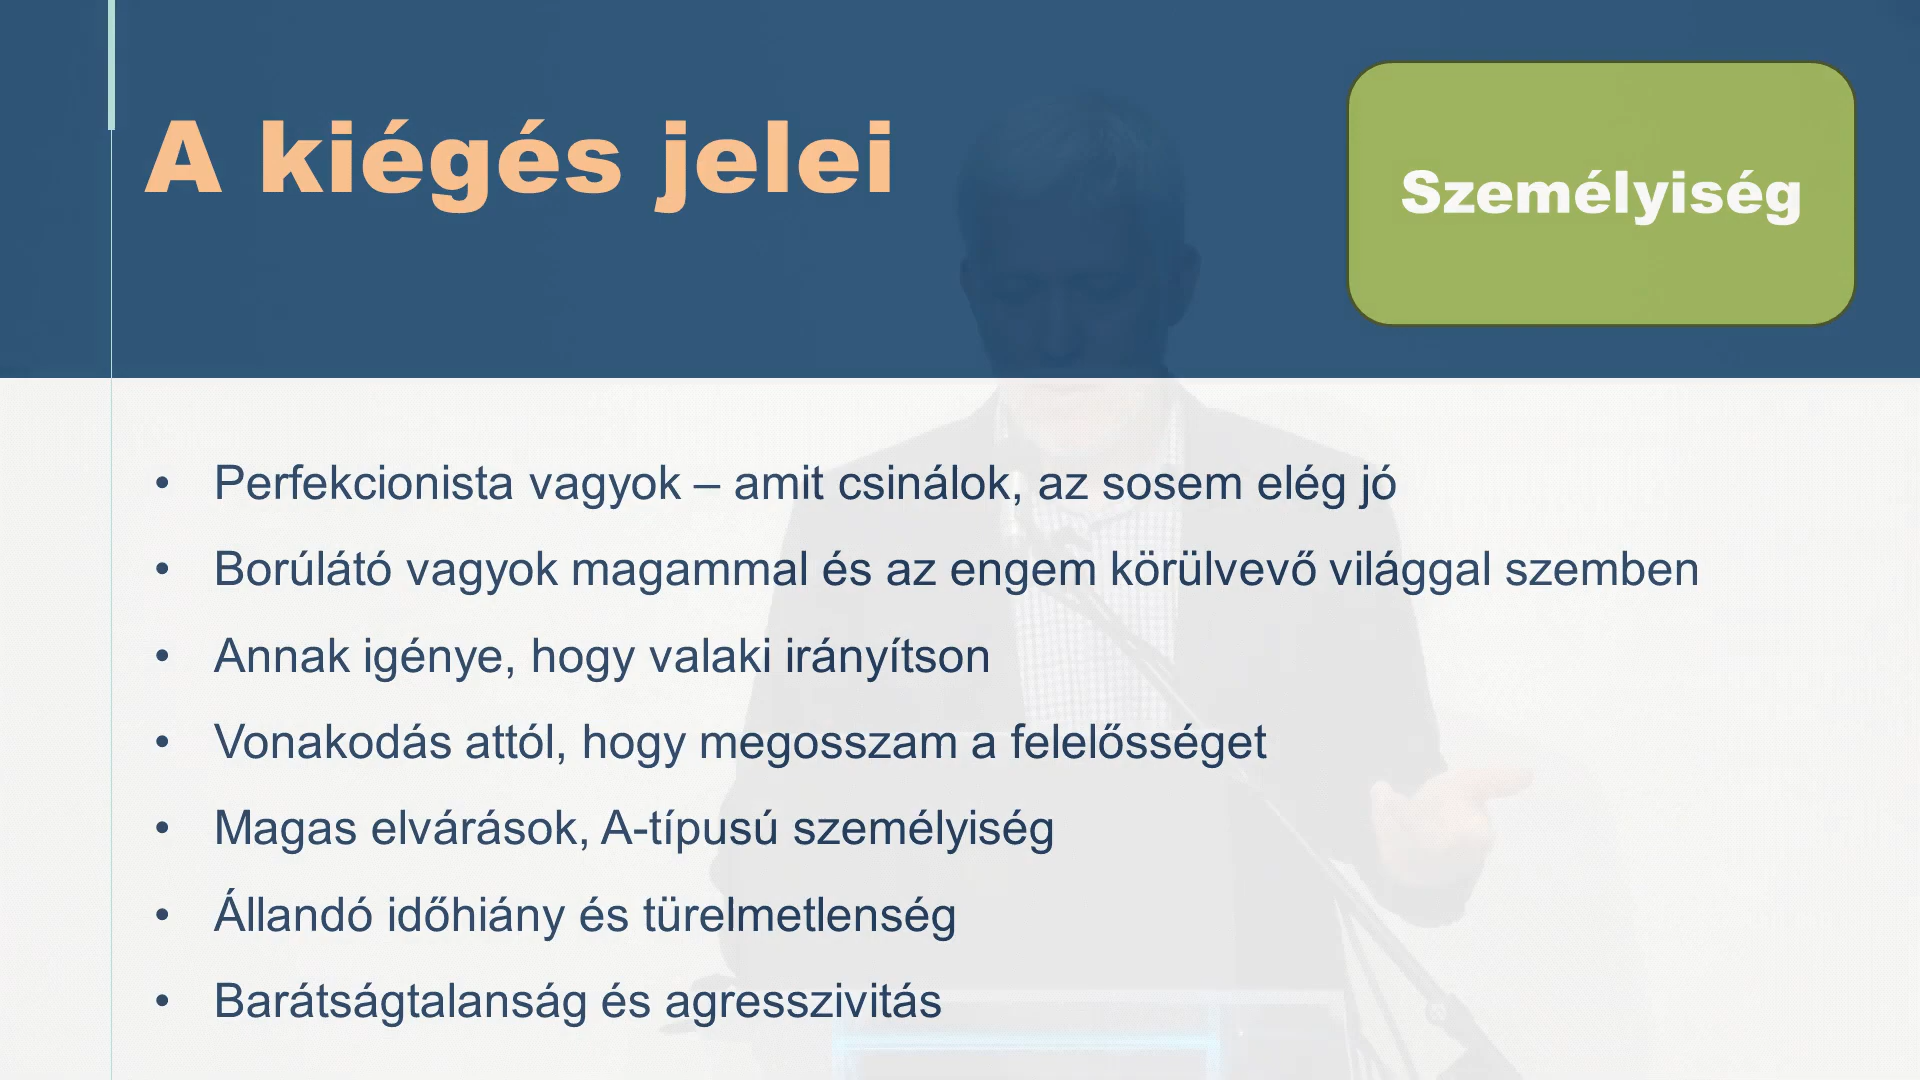 A kiégés jelei
Személyiség
• Perfekcionista vagyok – amit csinálok, az sosem elég jó
• Borúlátó vagyok magammal és az engem körülvevő világgal szemben
• Annak igénye, hogy valaki irányítson
• Vonakodás attól, hogy megosszam a felelősséget
• Magas elvárások, A-típusú személyiség
• Állandó időhiány és türelmetlenség
• Barátságtalanság és agresszivitás